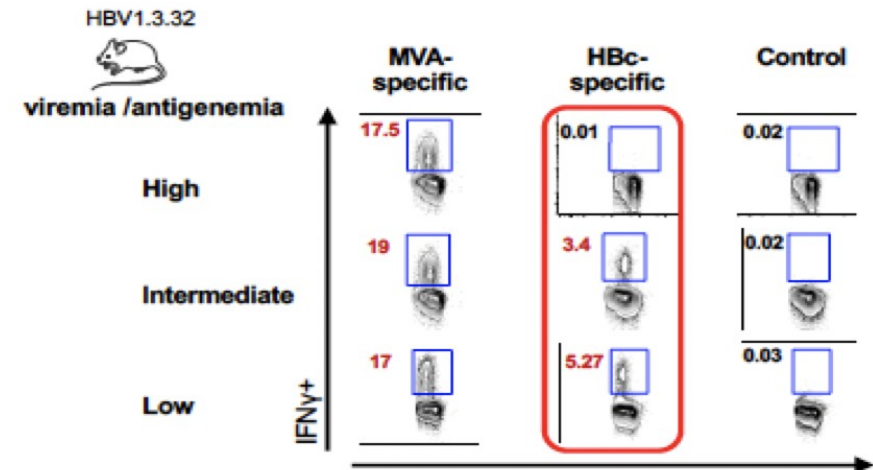 HBV1.3.32
viremia /antigenemia
MVA-
specific
HBc-
specific
Control
High
17.5
0.01
0.02
Intermediate
19
3.4
0.02
Low
17
5.27
0.03
IFNγ+